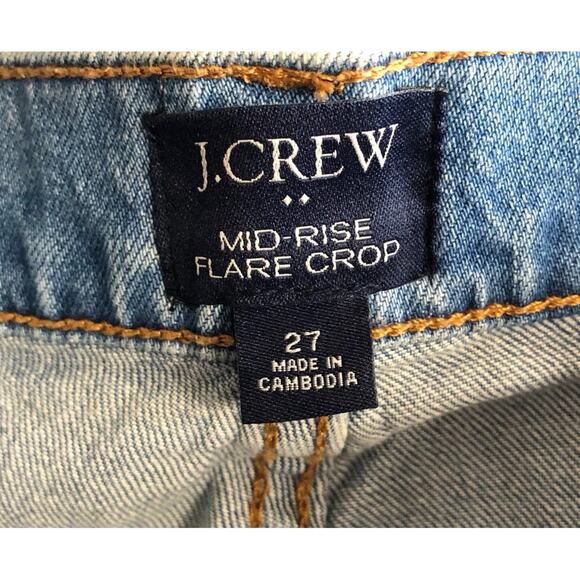 J.CREW
MID-RISE
FLARE CROP
27
MADE IN
CAMBODIA